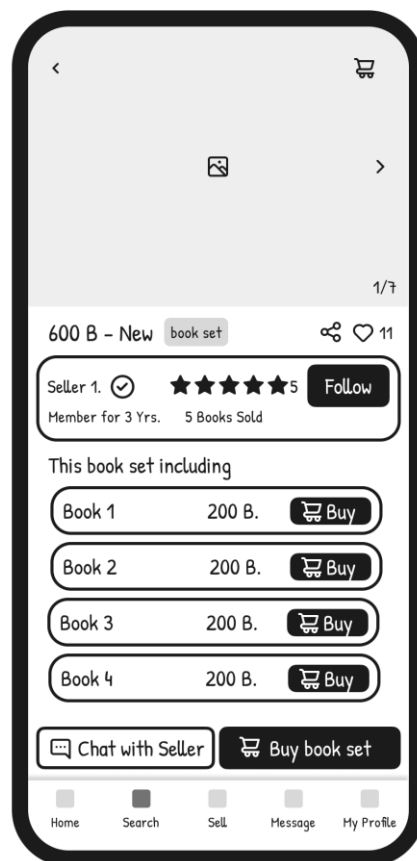 1/7
600 B - New book set 11
Seller 1. 5 Follow
Member for 3 Yrs. 5 Books Sold
This book set including
Book 1 200 B. Buy
Book 2 200 B. Buy
Book 3 200 B. Buy
Book 4 200 B. Buy
Chat with Seller Buy book set
Home Search Sell Message My Profile